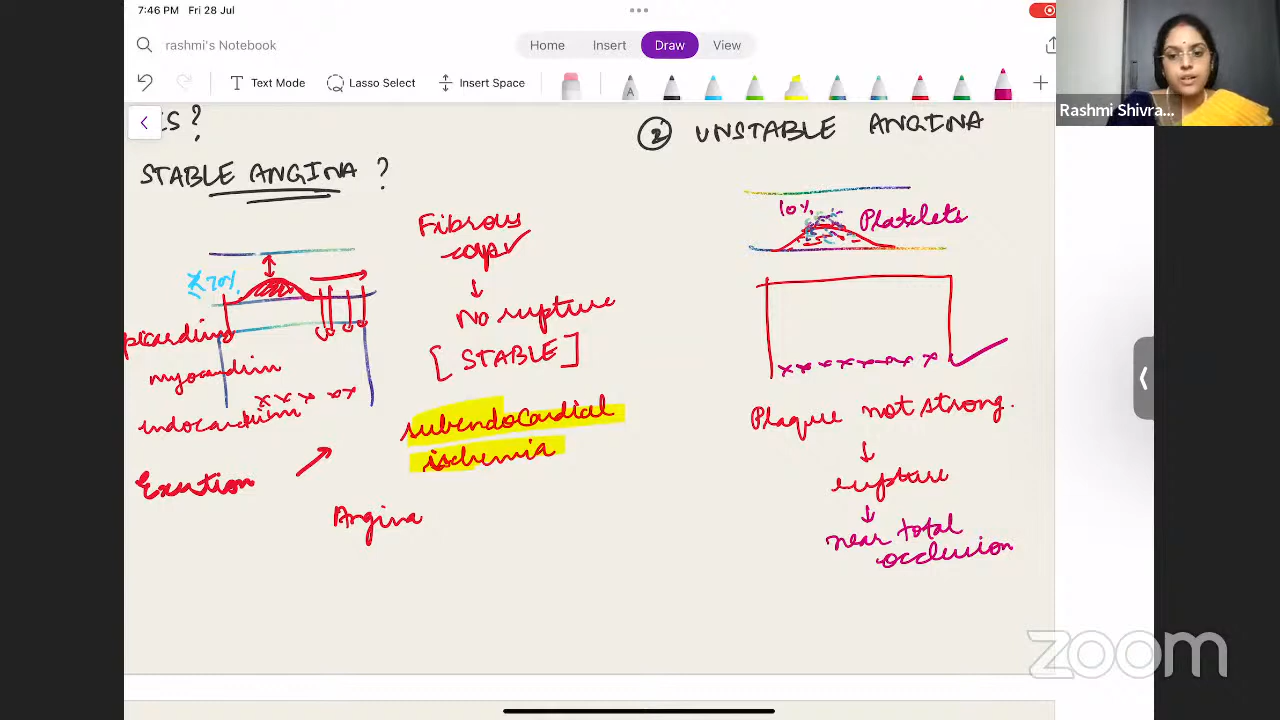 7:46 PM Fri 28 Jul
rashmi's Notebook
Home Insert Draw View
Text Mode Lasso Select Insert Space
Rashmi Shivra...
IS?
STABLE ANGINA ?
Fibrous
cap
↓
No rupture
[STABLE]
70%
epicardium
myocardium
endocardium
x x x x x
subendocardial
ischemia
Angina
② UNSTABLE ANGINA
10%
Platelets
x x x x x x x x
Plaque not strong.
↓
rupture
↓
near total
occlusion
zoom